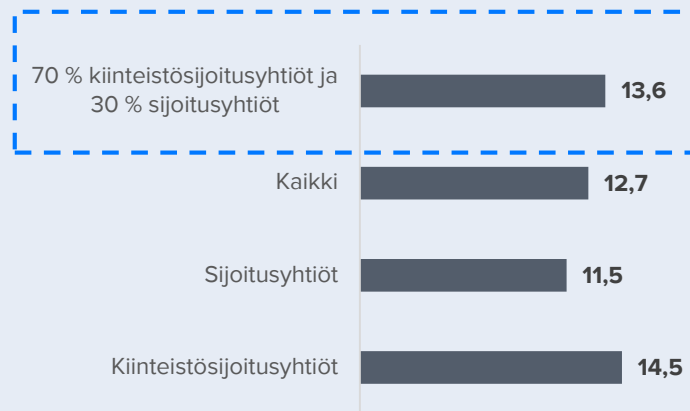 70 % kiinteistösijoitusyhtiöt ja
30 % sijoitusyhtiöt
13,6
Kaikki
12,7
Sijoitusyhtiöt
11,5
Kiinteistösijoitusyhtiöt
14,5